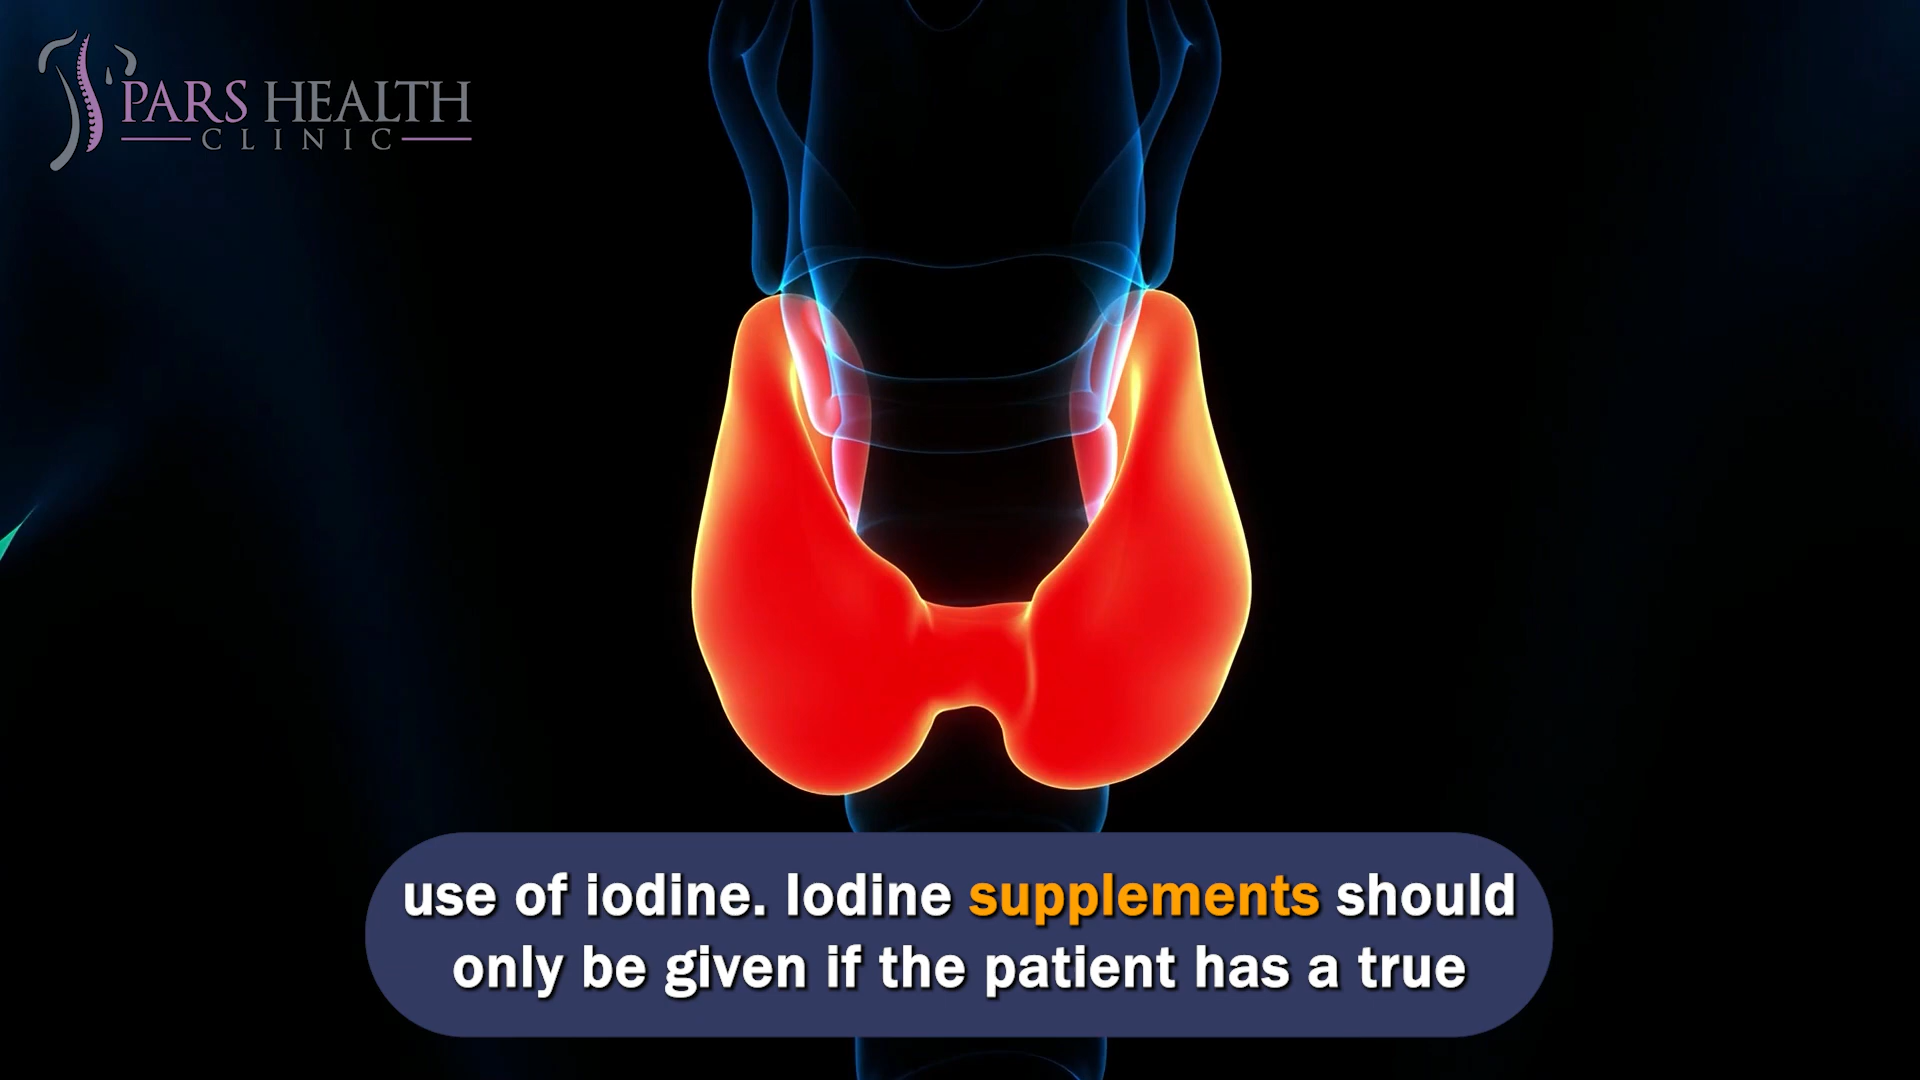 PARS HEALTH
CLINIC
use of iodine. Iodine supplements should
only be given if the patient has a true